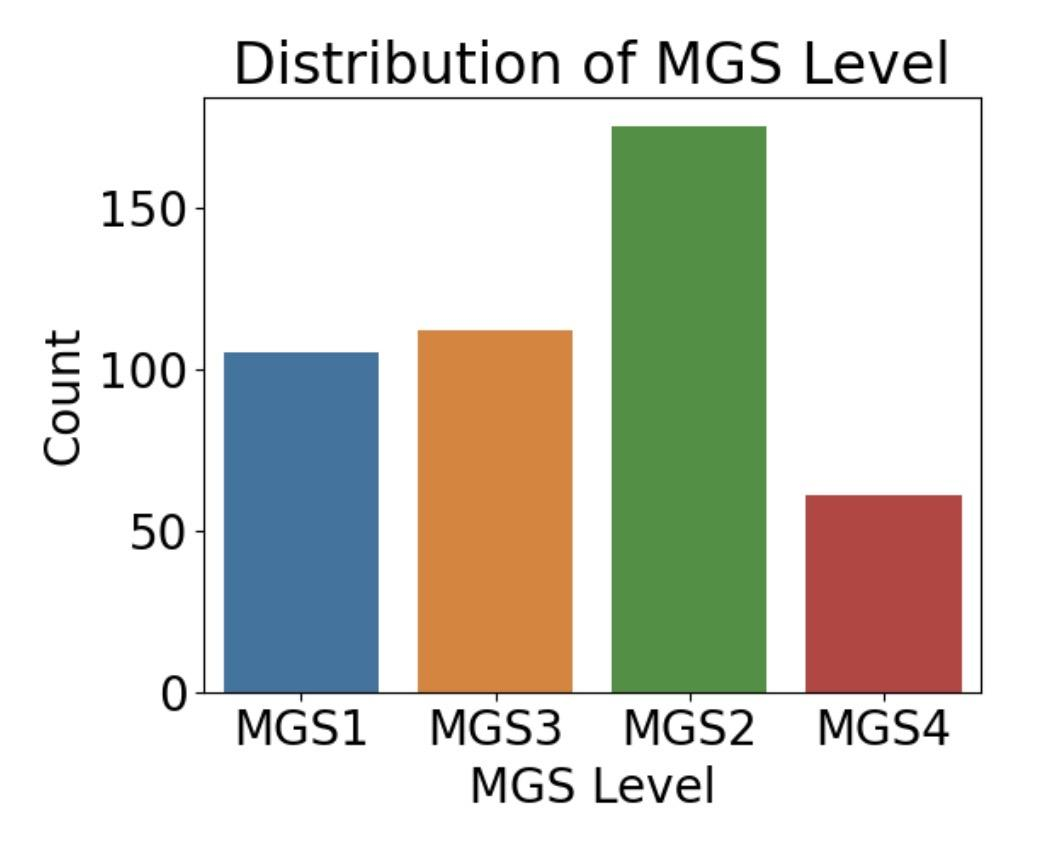 Distribution of MGS Level
150
100
50
0
Count
MGS1 MGS3 MGS2 MGS4
MGS Level